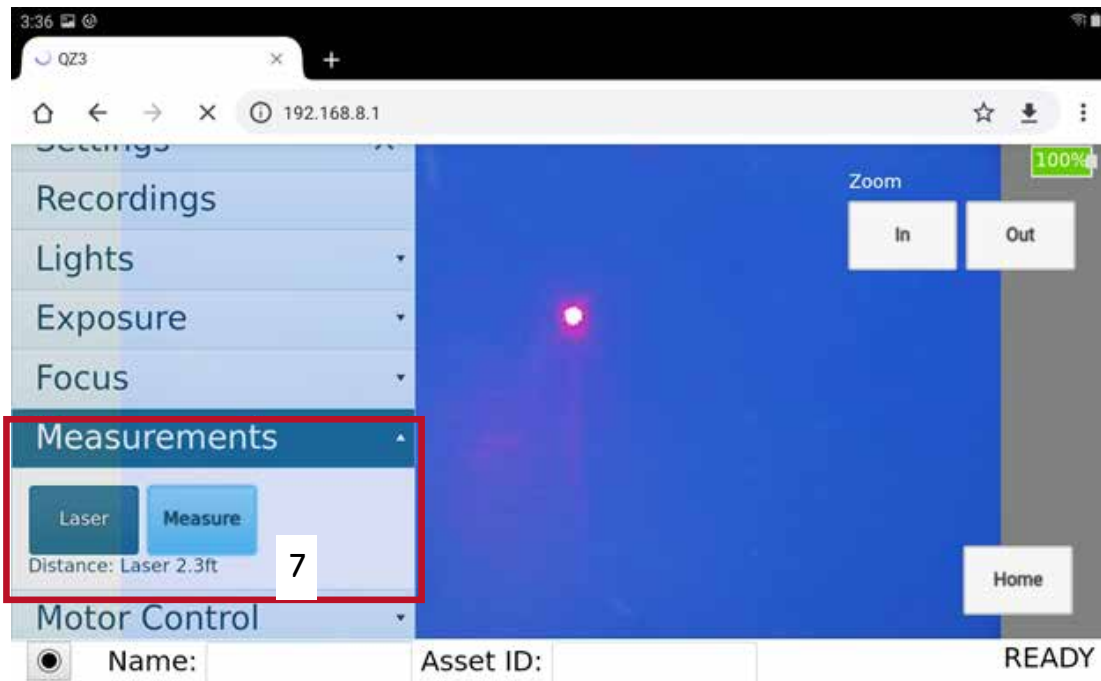 3:36
QZ3
192.168.8.1
Settings
100%
Recordings
Zoom
In Out
Lights
Exposure
Focus
Measurements
Laser Measure
Distance: Laser 2.3ft
7
Home
Motor Control
Name: Asset ID: READY